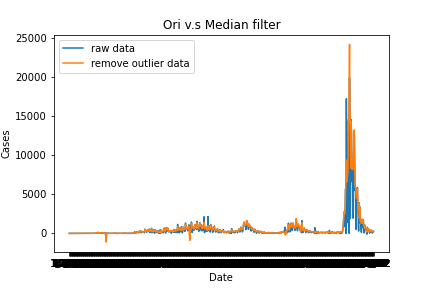 Ori v.s Median filter
raw data
remove outlier data
25000
20000
15000
10000
5000
0
Cases
Date